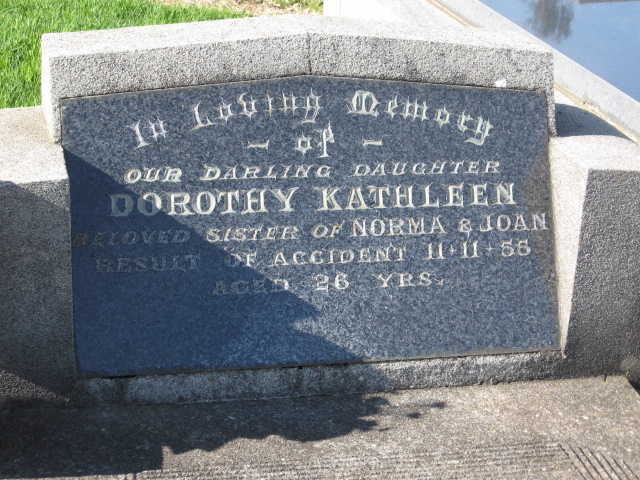 In Loving Memory
– of –
OUR DARLING DAUGHTER
DOROTHY KATHLEEN
BELOVED SISTER OF NORMA & JOAN
RESULT OF ACCIDENT 11+11+55
AGED 26 YRS.